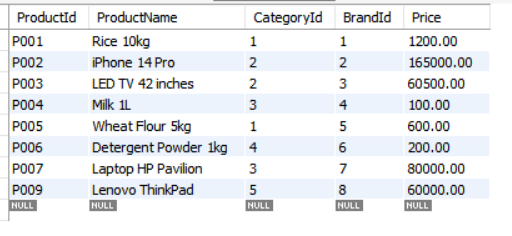 ProductId ProductName CategoryId BrandId Price
P001 Rice 10kg 1 1 1200.00
P002 iPhone 14 Pro 2 2 165000.00
P003 LED TV 42 inches 2 3 60500.00
P004 Milk 1L 3 4 100.00
P005 Wheat Flour 5kg 1 5 600.00
P006 Detergent Powder 1kg 4 6 200.00
P007 Laptop HP Pavilion 3 7 80000.00
P009 Lenovo ThinkPad 5 8 60000.00
NULL NULL NULL NULL NULL